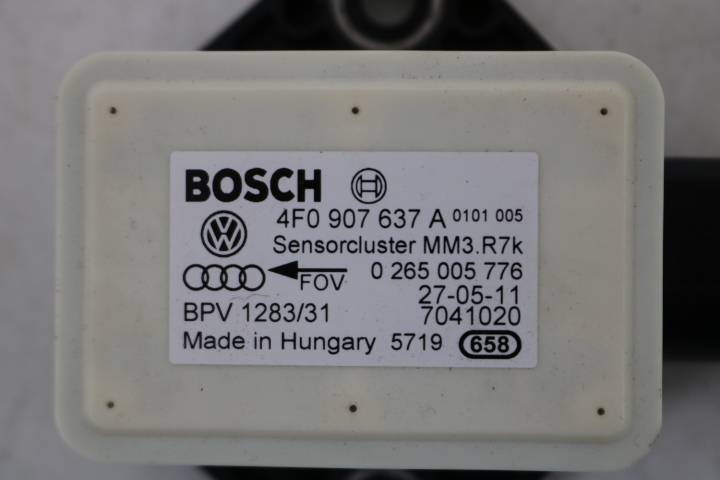 BOSCH
4F0 907 637 A 0101 005
Sensorcluster MM3.R7k
FOV 0 265 005 776
27-05-11
BPV 1283/31 7041020
Made in Hungary 5719 658